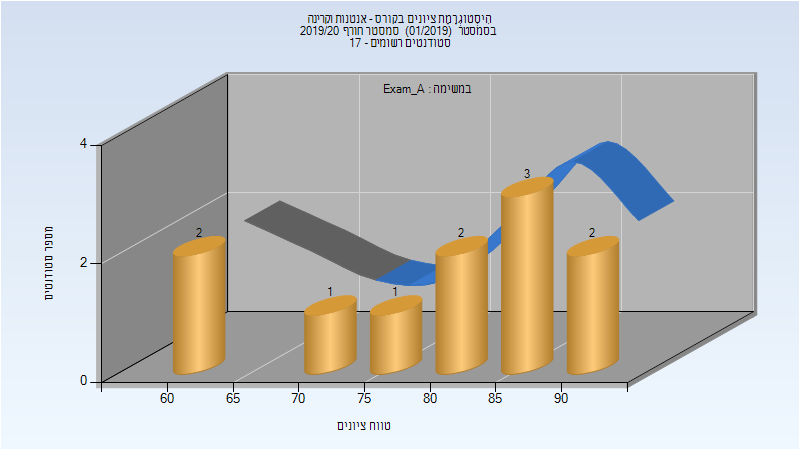 היסטוגרמת ציונים בקורס - אנטנות וקרינה
בסמסטר (01/2019) סמסטר חורף 2019/20
סטודנטים רשומים - 17
במשימה : Exam_A
מספר סטודנטים
4
2
0
2
1
1
2
3
2
60
65
70
75
80
85
90
טווח ציונים